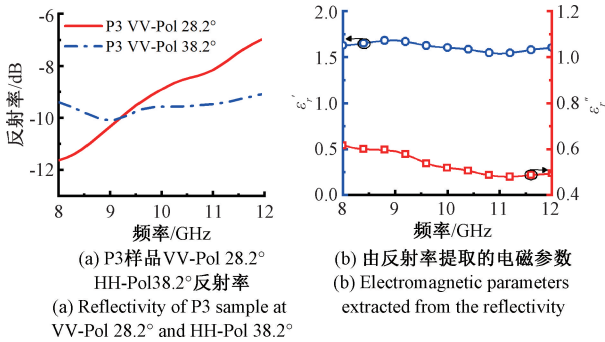 P3 VV-Pol 28.2°
P3 VV-Pol 38.2°
反射率/dB
-6
-8
-10
-12
8 9 10 11 12
频率/GHz
(a) P3样品VV-Pol 28.2°
HH-Pol38.2°反射率
(a) Reflectivity of P3 sample at
VV-Pol 28.2° and HH-Pol 38.2°
εr′
2.0
1.5
1.0
0.5
0.0
εr″
1.2
1.0
0.8
0.6
0.4
8 9 10 11 12
频率/GHz
(b) 由反射率提取的电磁参数
(b) Electromagnetic parameters
extracted from the reflectivity